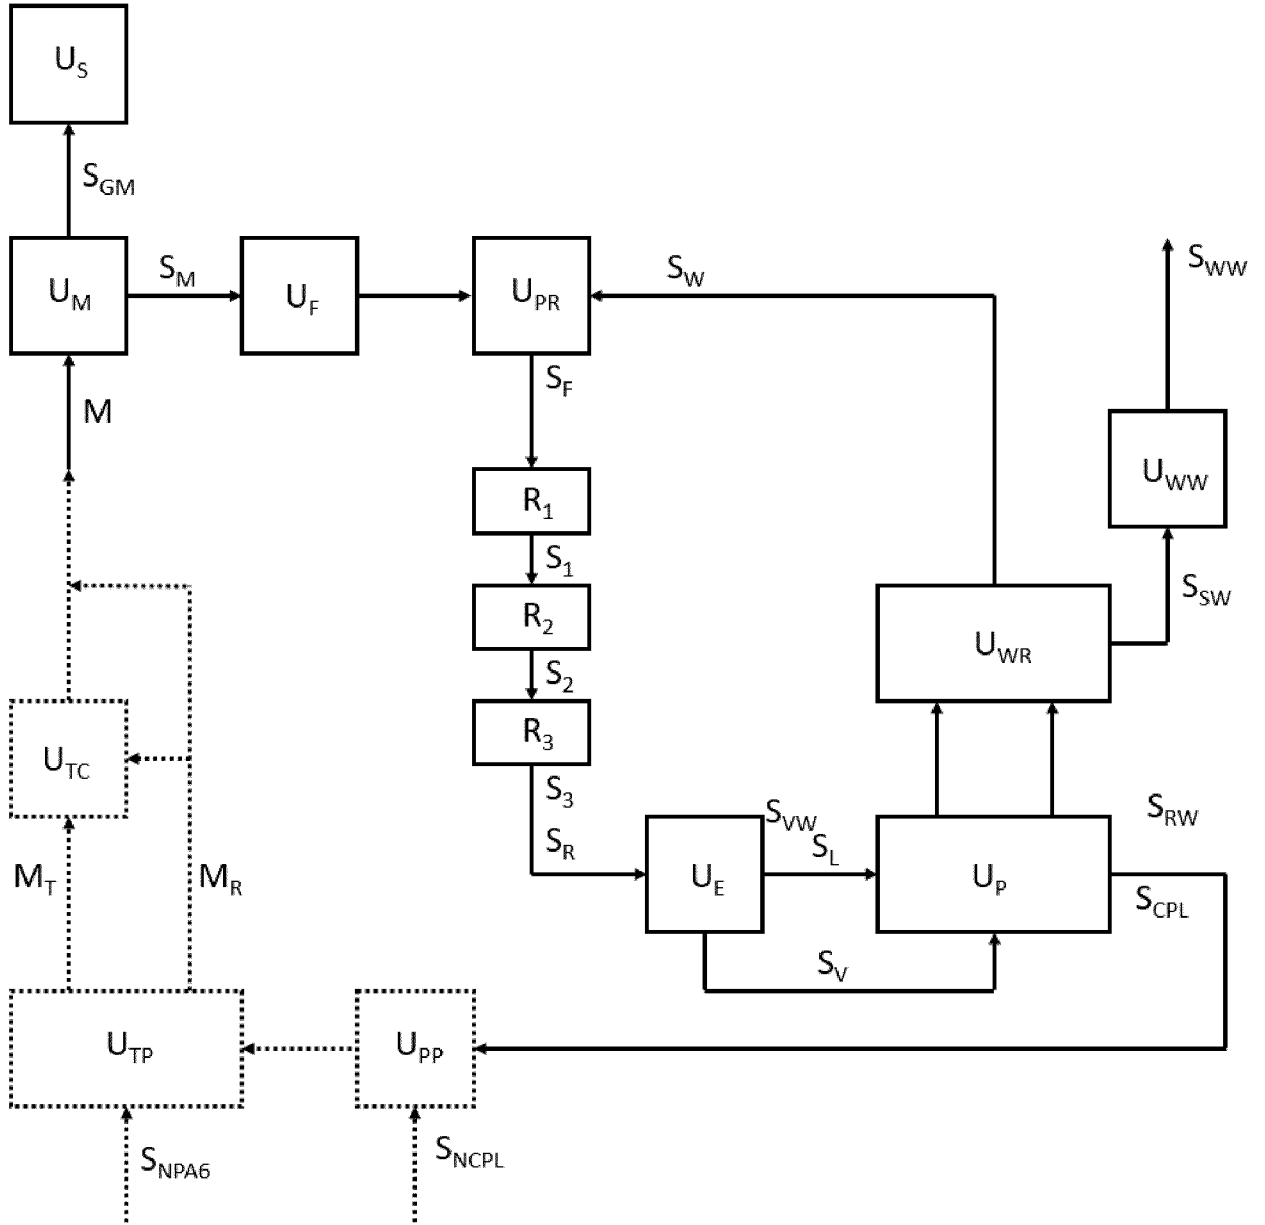 U_S
S_GM
U_M
S_M
U_F
U_PR
S_W
S_WW
S_F
M
U_WW
R_1
S_1
S_SW
R_2
U_WR
S_2
R_3
U_TC
S_3
S_VW
S_RW
S_R
S_L
M_T
M_R
U_E
U_P
S_CPL
S_V
U_TP
U_PP
S_NPA6
S_NCPL